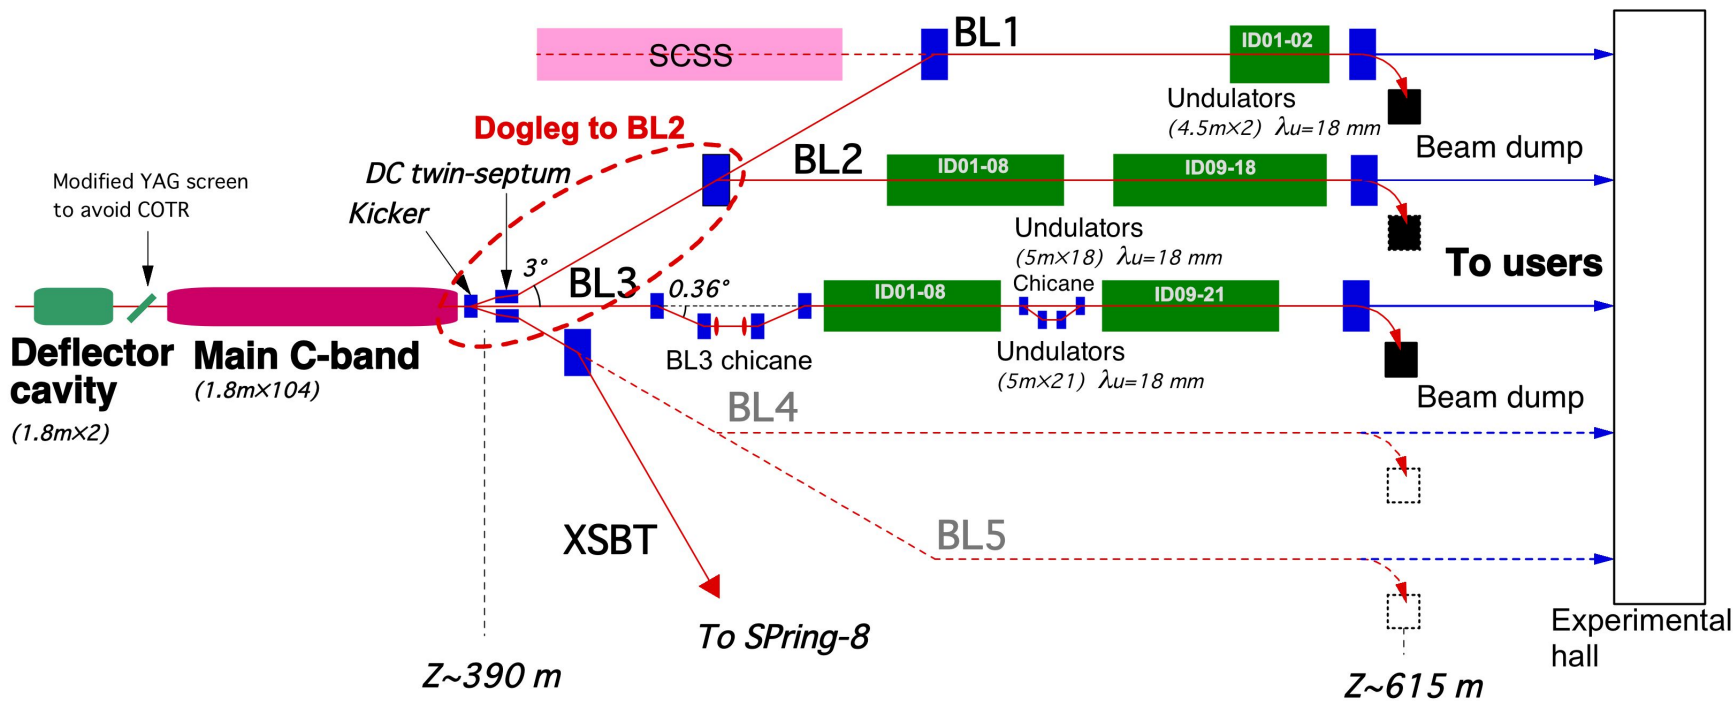 SCSS
BL1
ID01-02
Undulators
(4.5m×2) λu=18 mm
Beam dump
Dogleg to BL2
DC twin-septum
Kicker
Modified YAG screen
to avoid COTR
BL2
ID01-08
ID09-18
Undulators
(5m×18) λu=18 mm
To users
3°
BL3
0.36°
BL3 chicane
ID01-08
Chicane
ID09-21
Undulators
(5m×21) λu=18 mm
Beam dump
Deflector
cavity
(1.8m×2)
Main C-band
(1.8m×104)
BL4
BL5
XSBT
To SPring-8
Z~390 m
Z~615 m
Experimental
hall